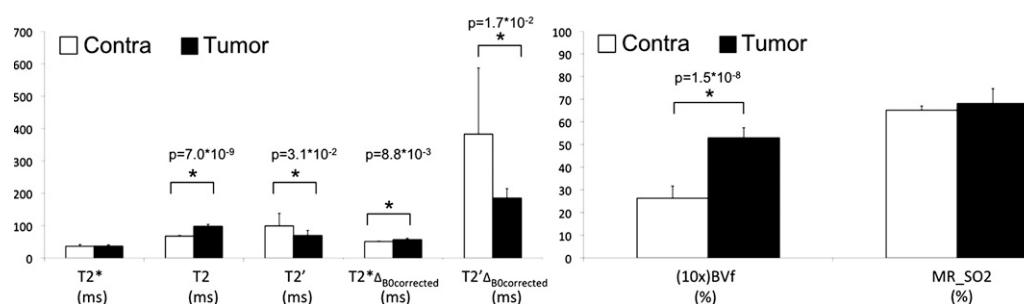 p=1.7*10-2
*
700
600
400
300
200
100
0
Contra
Tumor
p=7.0*10-9
*
p=3.1*10-2
*
p=8.8*10-3
*
T2*
(ms)
T2
(ms)
T2′
(ms)
T2*ΔB0corrected
(ms)
T2′ΔB0corrected
(ms)
100
90
80
70
60
50
40
30
20
10
0
Contra
Tumor
p=1.5*10-8
*
(10x)BVf
(%)
MR_SO2
(%)